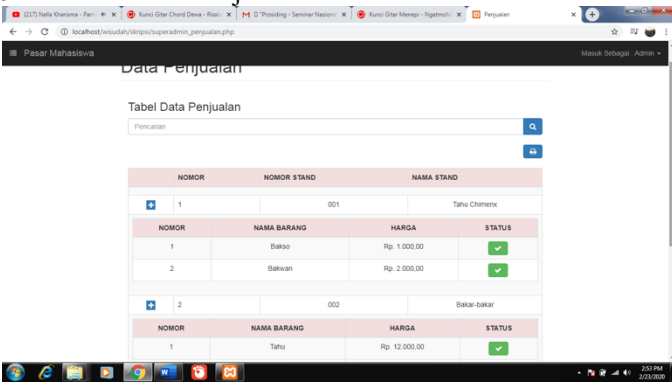 (217) Nella Kharisma - Pam
Kunci Gitar Chord Dewa - Risal
"Prosiding - Seminar Nasiona
Kunci Gitar Menepi - Ngatmo
Penjualan
localhost/wisudah/skripsi/superadmin_penjualan.php
Pasar Mahasiswa
Masuk Sebagai Admin
Data Penjualan
Tabel Data Penjualan
Pencarian
NOMOR NOMOR STAND NAMA STAND
1 001 Tahu Chimenx
NOMOR NAMA BARANG HARGA STATUS
1 Bakso Rp. 1.000,00
2 Bakwan Rp. 2.000,00
2 002 Bakar-bakar
NOMOR NAMA BARANG HARGA STATUS
1 Tahu Rp. 12.000,00
2:53 PM
2/23/2020